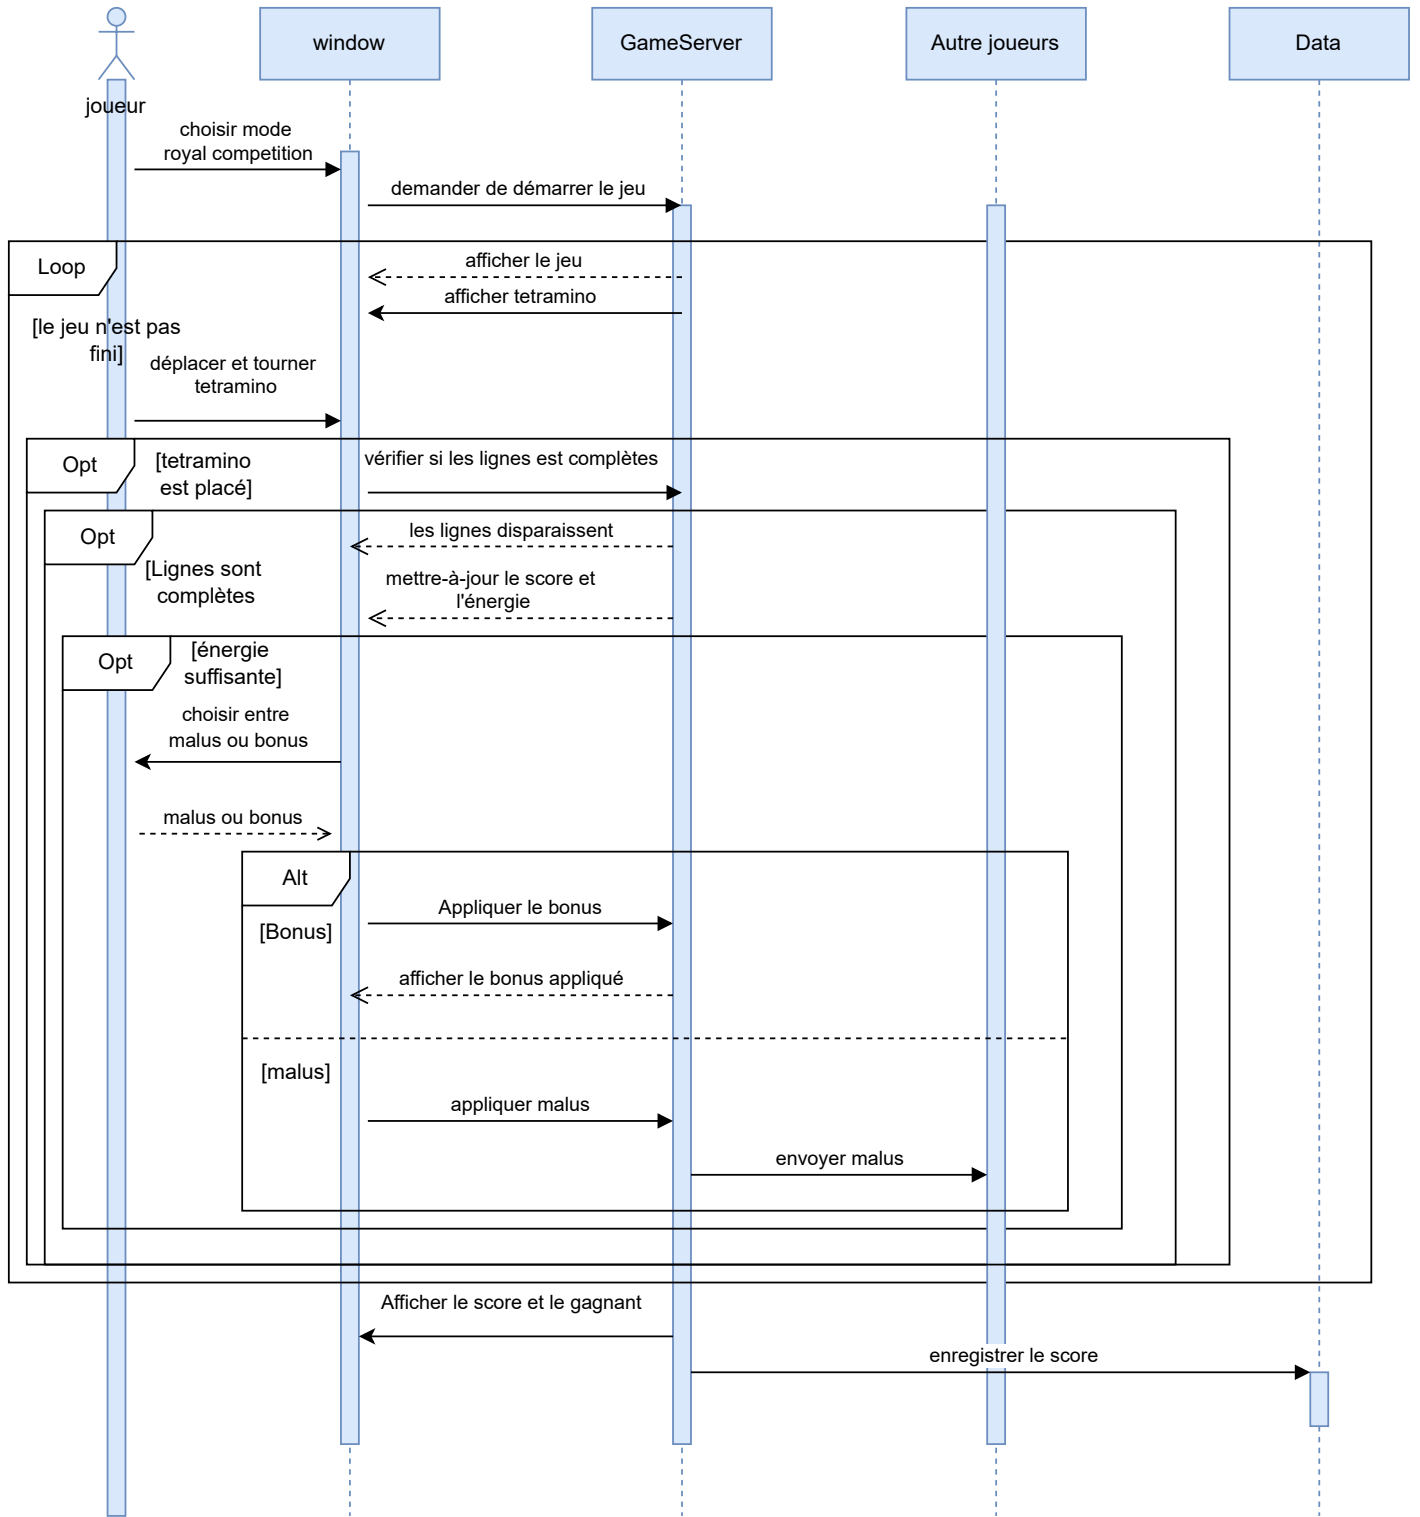 window
GameServer
Autre joueurs
Data
joueur
choisir mode
royal competition
demander de démarrer le jeu
Loop
afficher le jeu
afficher tetramino
[le jeu n'est pas
fini]
déplacer et tourner
tetramino
Opt
[tetramino
est placé]
vérifier si les lignes est complètes
Opt
les lignes disparaissent
[Lignes sont
complètes
mettre-à-jour le score et
l'énergie
Opt
[énergie
suffisante]
choisir entre
malus ou bonus
malus ou bonus
Alt
Appliquer le bonus
[Bonus]
afficher le bonus appliqué
[malus]
appliquer malus
envoyer malus
Afficher le score et le gagnant
enregistrer le score